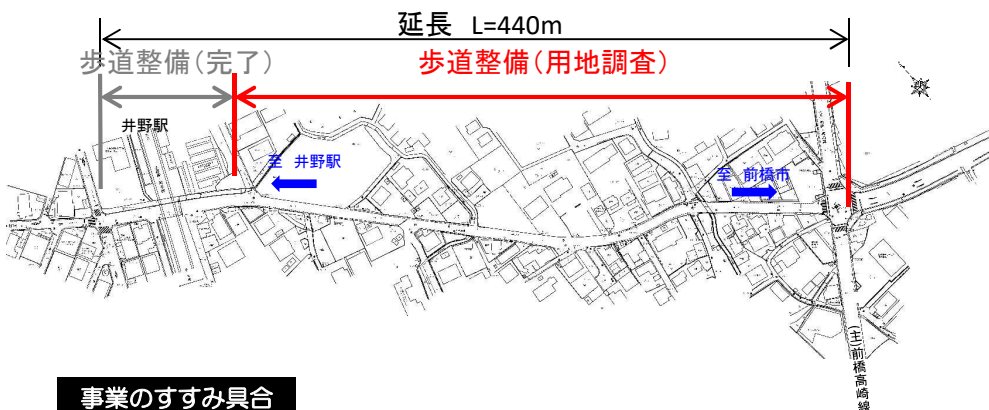 延長 L=440m
歩道整備(完了)
歩道整備(用地調査)
井野駅
至 井野駅
至 前橋市
(主)前橋高崎線
事業のすすみ具合